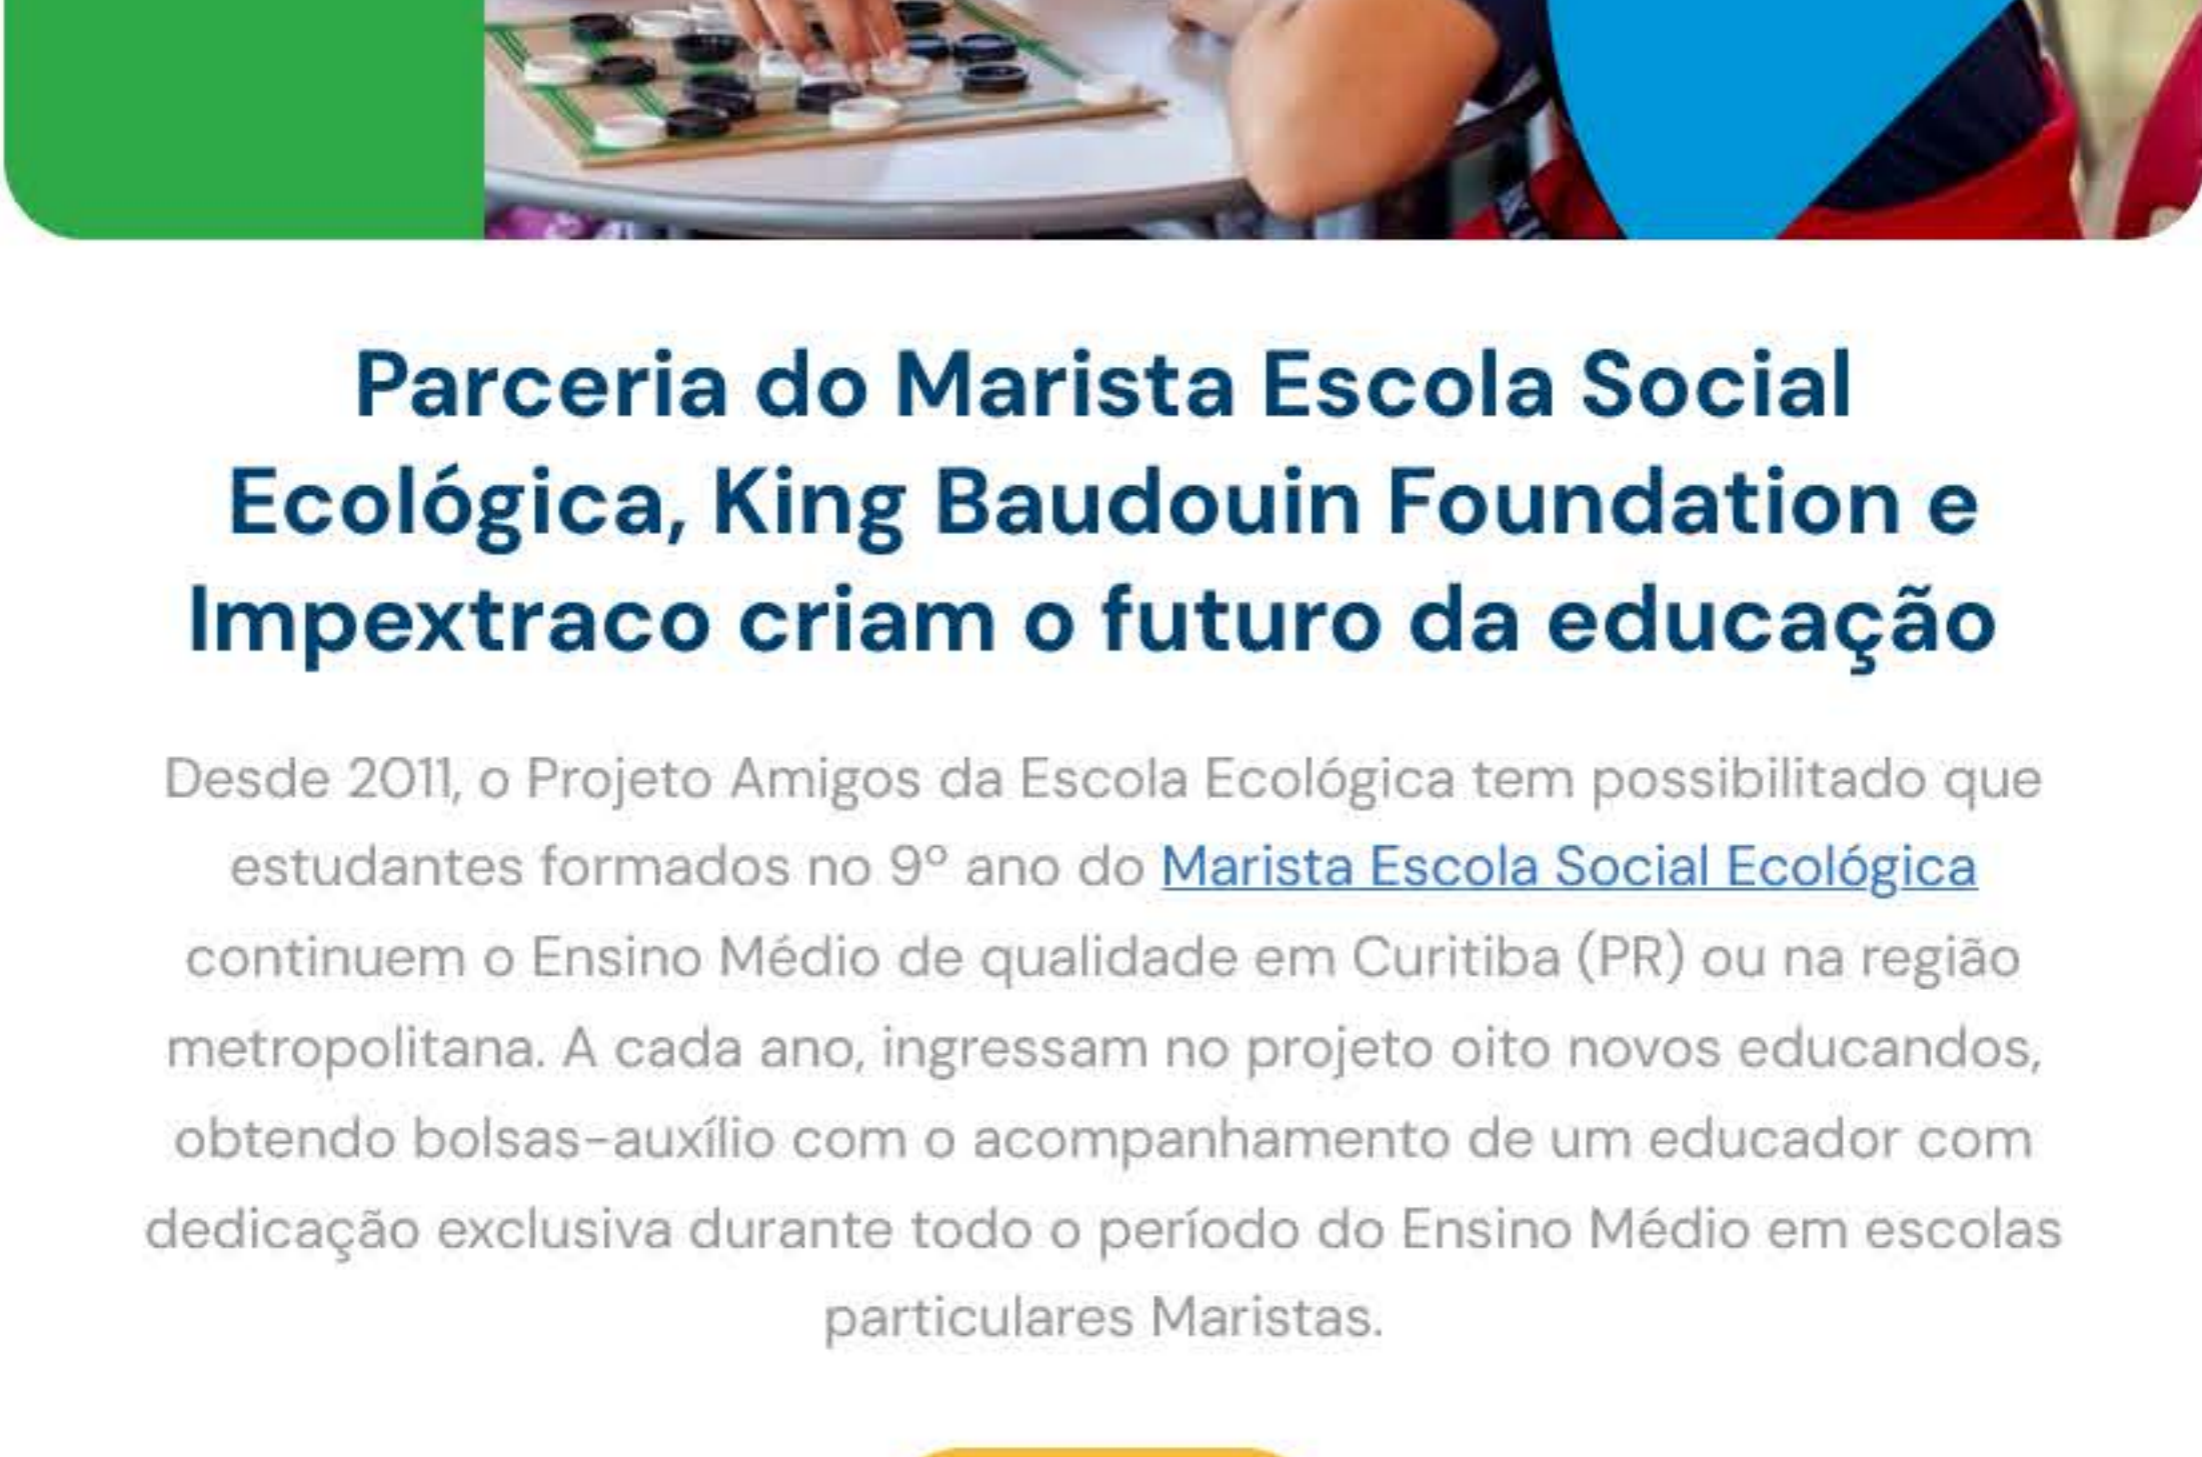 Parceria do Marista Escola Social
Ecológica, King Baudouin Foundation e
Impextraco criam o futuro da educação
Desde 2011, o Projeto Amigos da Escola Ecológica tem possibilitado que
estudantes formados no 9º ano do Marista Escola Social Ecológica
continuem o Ensino Médio de qualidade em Curitiba (PR) ou na região
metropolitana. A cada ano, ingressam no projeto oito novos educandos,
obtendo bolsas-auxílio com o acompanhamento de um educador com
dedicação exclusiva durante todo o período do Ensino Médio em escolas
particulares Maristas.